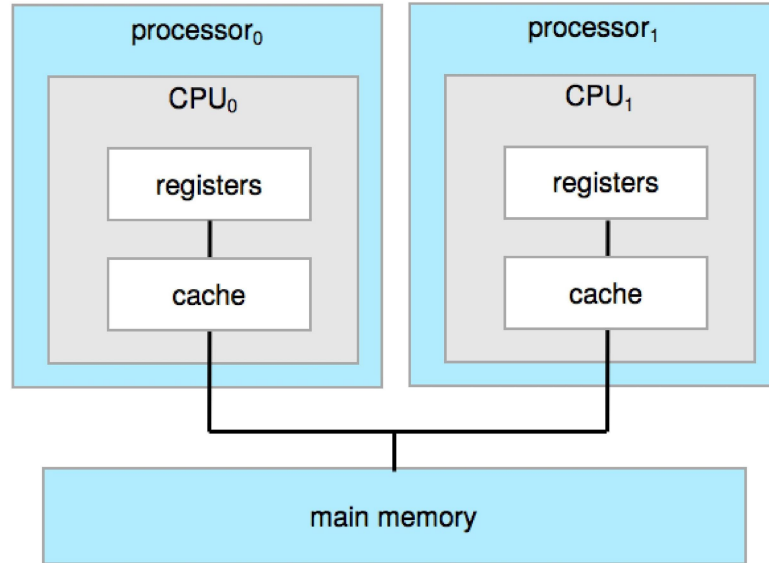 processor₀
CPU₀
registers
cache
processor₁
CPU₁
registers
cache
main memory